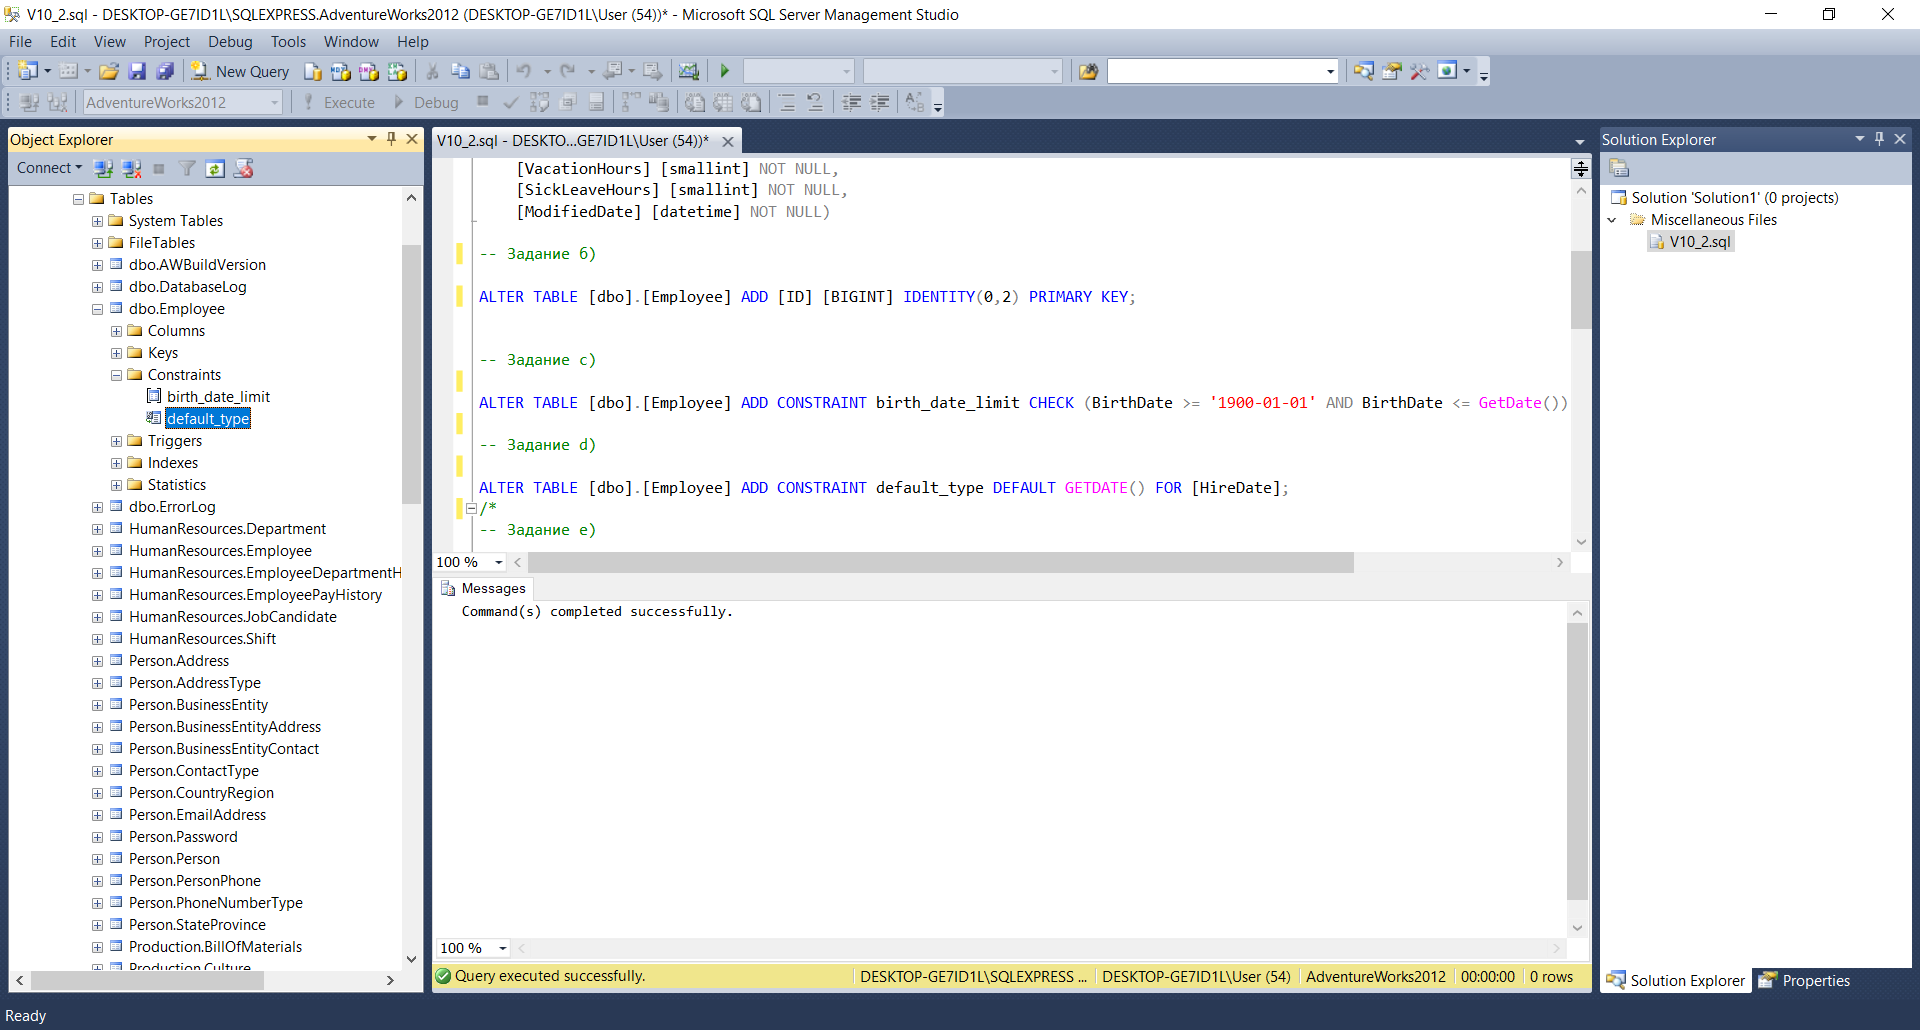 V10_2.sql - DESKTOP-GE7ID1L\SQLEXPRESS.AdventureWorks2012 (DESKTOP-GE7ID1L\User (54))* - Microsoft SQL Server Management Studio
File Edit View Project Debug Tools Window Help
New Query
AdventureWorks2012 Execute Debug
Object Explorer
Connect
Tables
System Tables
FileTables
dbo.AWBuildVersion
dbo.DatabaseLog
dbo.Employee
Columns
Keys
Constraints
birth_date_limit
default_type
Triggers
Indexes
Statistics
dbo.ErrorLog
HumanResources.Department
HumanResources.Employee
HumanResources.EmployeeDepartmentH
HumanResources.EmployeePayHistory
HumanResources.JobCandidate
HumanResources.Shift
Person.Address
Person.AddressType
Person.BusinessEntity
Person.BusinessEntityAddress
Person.BusinessEntityContact
Person.ContactType
Person.CountryRegion
Person.EmailAddress
Person.Password
Person.Person
Person.PersonPhone
Person.PhoneNumberType
Person.StateProvince
Production.BillOfMaterials
Production.Culture
V10_2.sql - DESKTO...GE7ID1L\User (54))*
[VacationHours] [smallint] NOT NULL,
[SickLeaveHours] [smallint] NOT NULL,
[ModifiedDate] [datetime] NOT NULL)
-- Задание б)
ALTER TABLE [dbo].[Employee] ADD [ID] [BIGINT] IDENTITY(0,2) PRIMARY KEY;
-- Задание c)
ALTER TABLE [dbo].[Employee] ADD CONSTRAINT birth_date_limit CHECK (BirthDate >= '1900-01-01' AND BirthDate <= GetDate())
-- Задание d)
ALTER TABLE [dbo].[Employee] ADD CONSTRAINT default_type DEFAULT GETDATE() FOR [HireDate];
/*
-- Задание e)
100 %
Messages
Command(s) completed successfully.
100 %
Query executed successfully. DESKTOP-GE7ID1L\SQLEXPRESS ... DESKTOP-GE7ID1L\User (54) AdventureWorks2012 00:00:00 0 rows
Solution Explorer
Solution 'Solution1' (0 projects)
Miscellaneous Files
V10_2.sql
Solution Explorer Properties
Ready